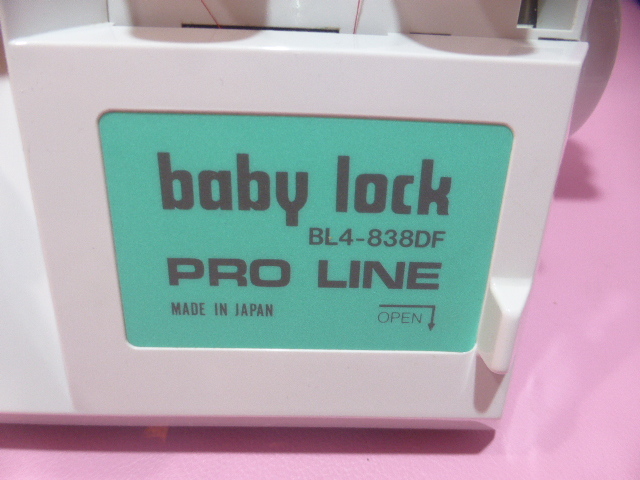 baby lock
BL4-838DF
PRO LINE
MADE IN JAPAN
OPEN